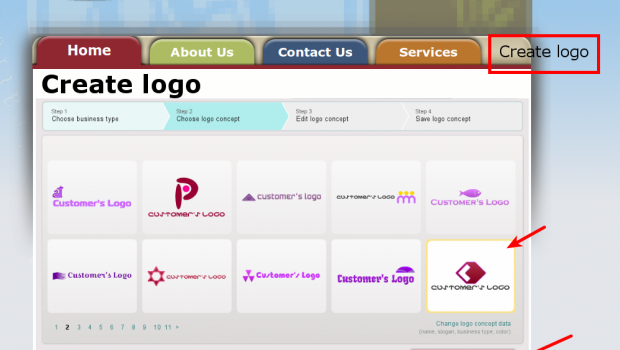 Home About Us Contact Us Services Create logo
Create logo
Step 1 Step 2 Step 3 Step 4
Choose business type Choose logo concept Edit logo concept Save logo concept
Customer's Logo CUSTOMER'S LOGO customer's logo CUSTOMER'S LOGO CUSTOMER'S LOGO
Customer's Logo CUSTOMER'S LOGO Customer's Logo Customer's Logo CUSTOMER'S LOGO
1 2 3 4 5 6 7 8 9 10 11 »
Change logo concept data
(name, slogan, business type, color)